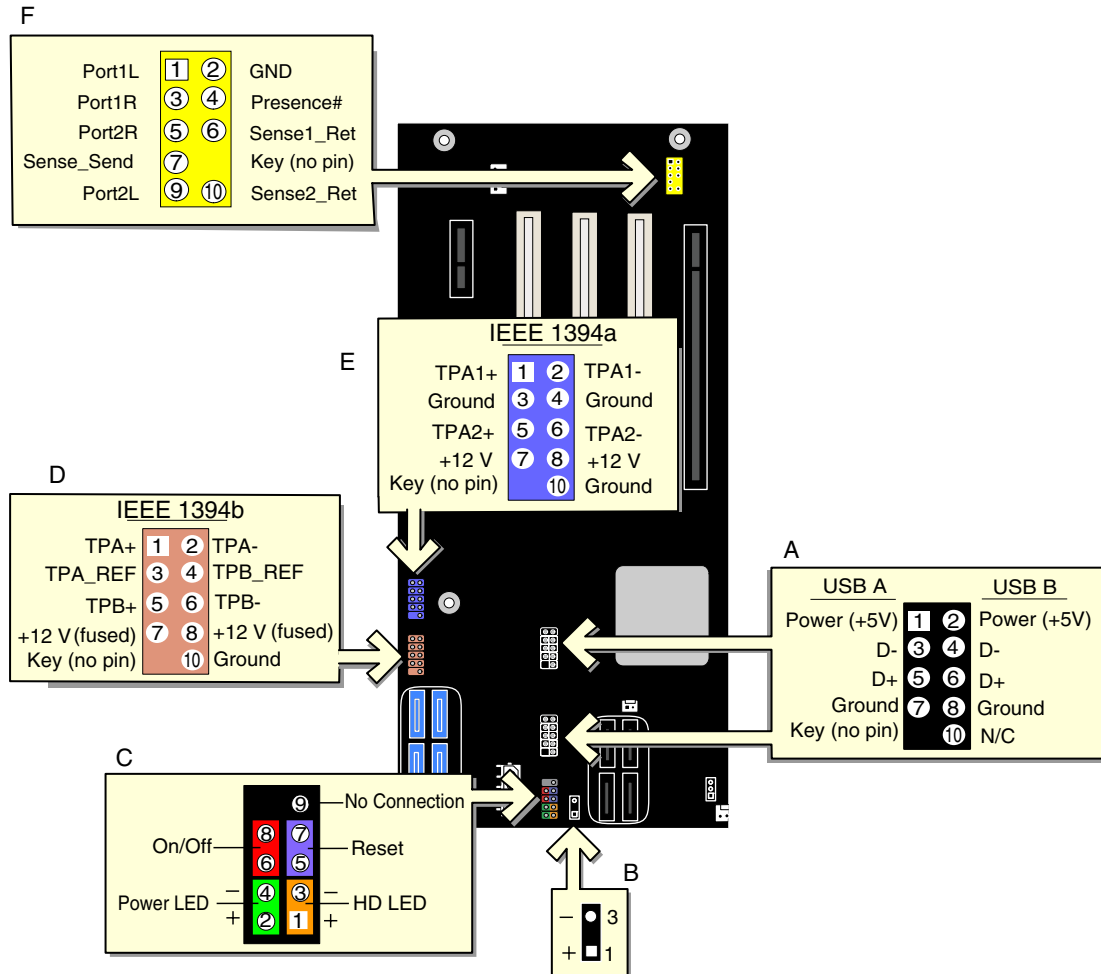 F
Port1L 1 2 GND
Port1R 3 4 Presence#
Port2R 5 6 Sense1_Ret
Sense_Send 7 Key (no pin)
Port2L 9 10 Sense2_Ret
E
IEEE 1394a
TPA1+ 1 2 TPA1-
Ground 3 4 Ground
TPA2+ 5 6 TPA2-
+12 V 7 8 +12 V
Key (no pin) 10 Ground
D
IEEE 1394b
TPA+ 1 2 TPA-
TPA_REF 3 4 TPB_REF
TPB+ 5 6 TPB-
+12 V (fused) 7 8 +12 V (fused)
Key (no pin) 10 Ground
A
USB A USB B
Power (+5V) 1 2 Power (+5V)
D- 3 4 D-
D+ 5 6 D+
Ground 7 8 Ground
Key (no pin) 10 N/C
C
9 No Connection
On/Off 8 7 Reset
6 5
Power LED − 4 3 − HD LED
+ 2 1 +
B
− 3
+ 1